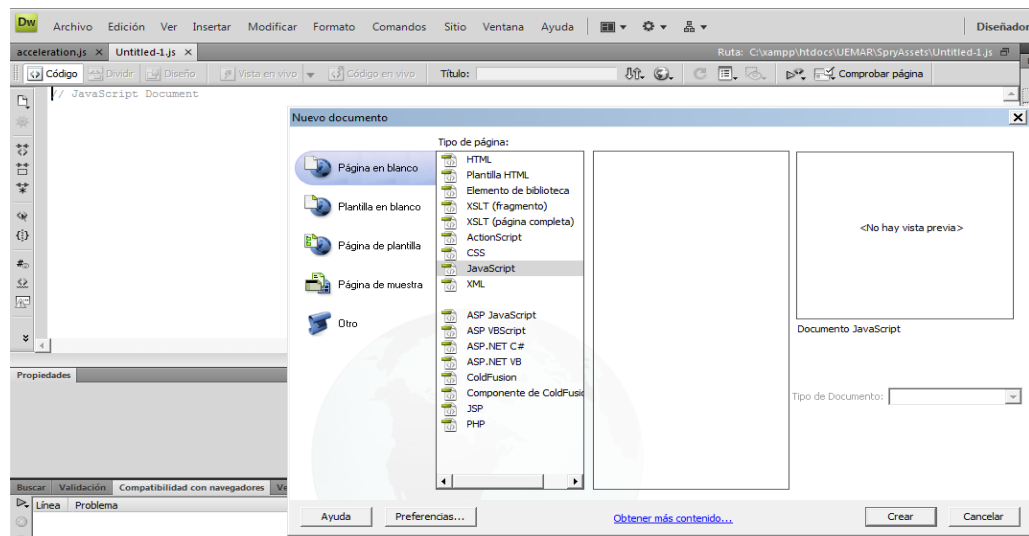 Dw Archivo Edición Ver Insertar Modificar Formato Comandos Sitio Ventana Ayuda Diseñador
acceleration.js × Untitled-1.js × Ruta: C:\xampp\htdocs\UEMAR\SpryAssets\Untitled-1.js
Código Dividir Diseño Vista en vivo Código en vivo Título: Comprobar página
// JavaScript Document
Nuevo documento
Tipo de página:
Página en blanco
Plantilla en blanco
Página de plantilla
Página de muestra
Otro
HTML
Plantilla HTML
Elemento de biblioteca
XSLT (fragmento)
XSLT (página completa)
ActionScript
CSS
JavaScript
XML
ASP JavaScript
ASP VBScript
ASP.NET C#
ASP.NET VB
ColdFusion
Componente de ColdFusic
JSP
PHP
<No hay vista previa>
Documento JavaScript
Tipo de Documento:
Propiedades
Buscar Validación Compatibilidad con navegadores Ve
Línea Problema
Ayuda Preferencias... Obtener más contenido... Crear Cancelar